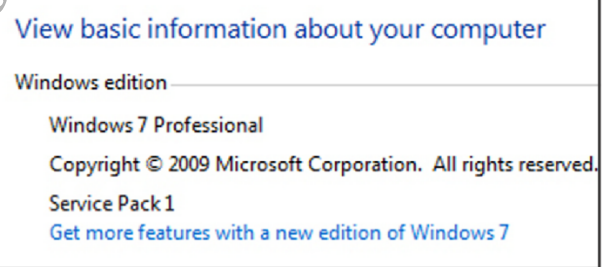 View basic information about your computer
Windows edition
Windows 7 Professional
Copyright © 2009 Microsoft Corporation.  All rights reserved.
Service Pack 1
Get more features with a new edition of Windows 7